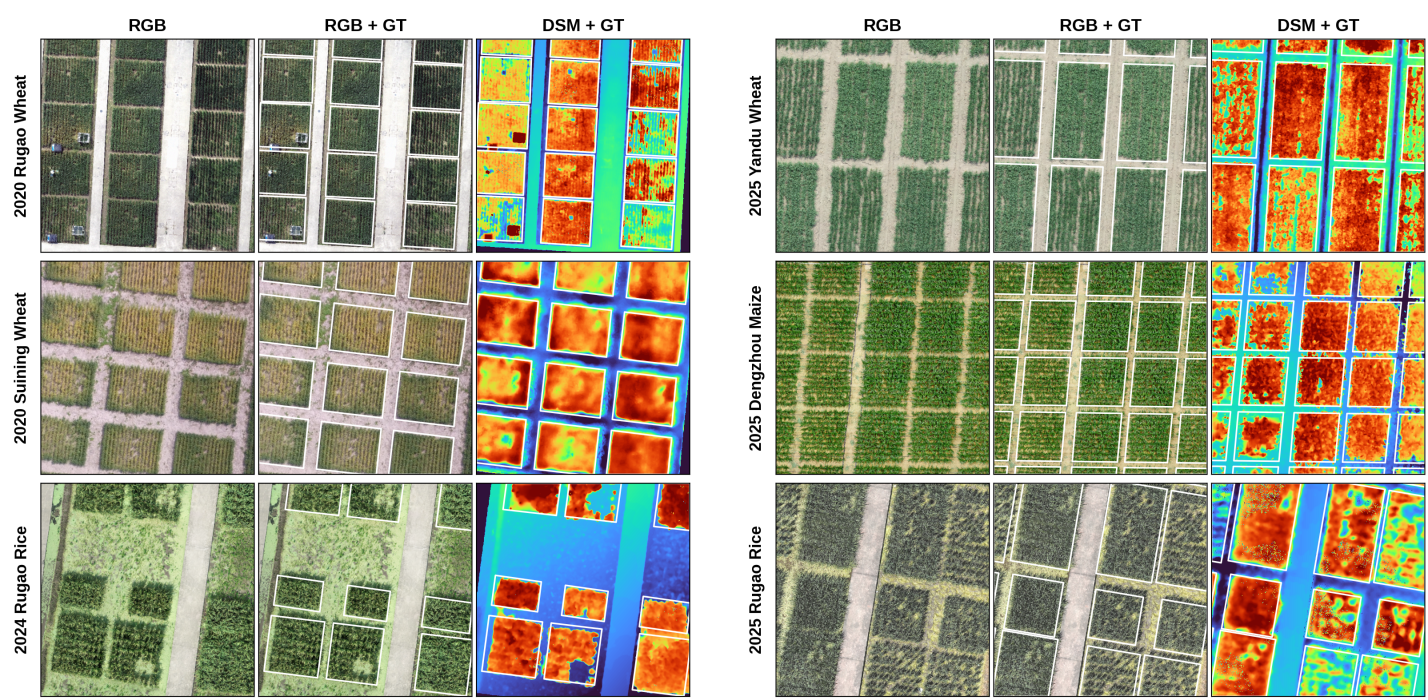 RGB RGB + GT DSM + GT RGB RGB + GT DSM + GT
2020 Rugao Wheat
2025 Yandu Wheat
2020 Suining Wheat
2025 Dengzhou Maize
2024 Rugao Rice
2025 Rugao Rice